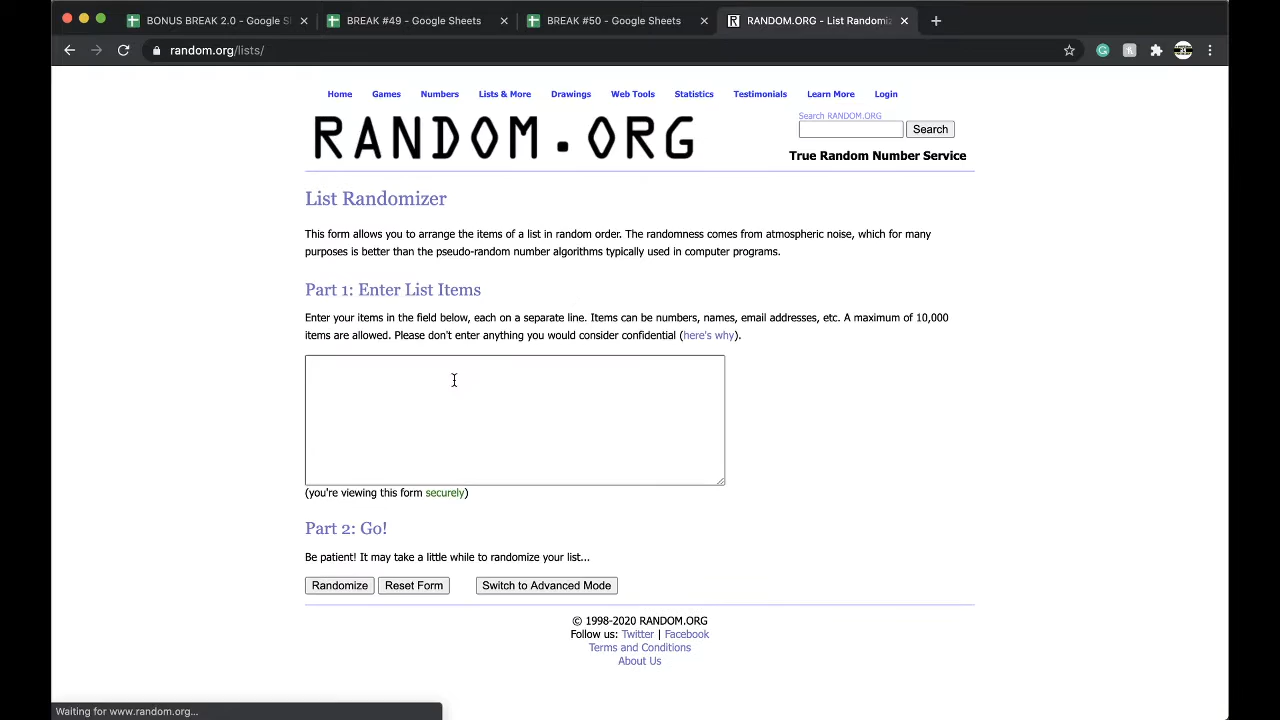 BONUS BREAK 2.0 - Google S
BREAK #49 - Google Sheets
BREAK #50 - Google Sheets
RANDOM.ORG - List Randomi
random.org/lists/
Home Games Numbers Lists & More Drawings Web Tools Statistics Testimonials Learn More Login
RANDOM.ORG
Search RANDOM.ORG
Search
True Random Number Service
List Randomizer
This form allows you to arrange the items of a list in random order. The randomness comes from atmospheric noise, which for many
purposes is better than the pseudo-random number algorithms typically used in computer programs.
Part 1: Enter List Items
Enter your items in the field below, each on a separate line. Items can be numbers, names, email addresses, etc. A maximum of 10,000
items are allowed. Please don't enter anything you would consider confidential (here's why).
(you're viewing this form securely)
Part 2: Go!
Be patient! It may take a little while to randomize your list...
Randomize Reset Form Switch to Advanced Mode
© 1998-2020 RANDOM.ORG
Follow us: Twitter | Facebook
Terms and Conditions
About Us
Waiting for www.random.org...